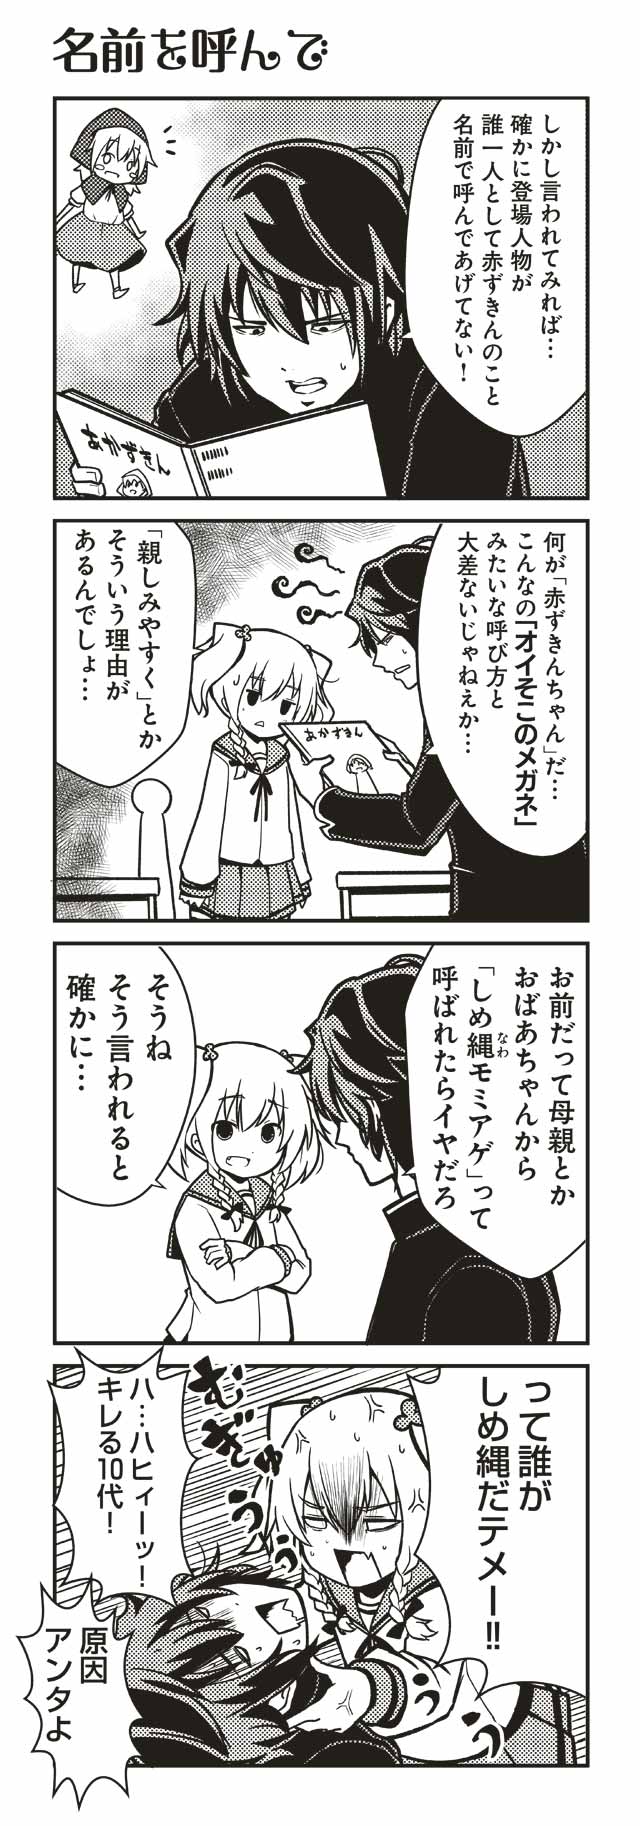 名前を呼んで
しかし言われてみれば…
確かに登場人物が
誰一人として赤ずきんのこと
名前で呼んであげてない！
あかずきん
何が「赤ずきんちゃん」だ…
こんなの「オイそこのメガネ」
みたいな呼び方と
大差ないじゃねえか…
あかずきん
「親しみやすく」とか
そういう理由が
あるんでしょ…
お前だって母親とか
おばあちゃんから
「しめ縄モミアゲ」って
なわ
呼ばれたらイヤだろ
そうね
そう言われると
確かに…
って誰が
しめ縄だテメー!!
むぎゅううううう
ハ…ハヒィーッ！
キレる10代！
原因
アンタよ